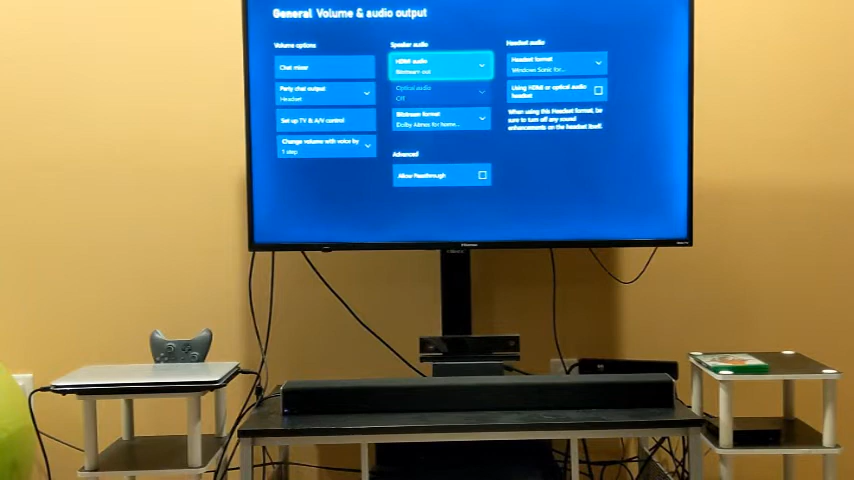 General Volume & audio output
Volume options
Chat mixer
Party chat output
Headset
Set up TV & A/V control
Change volume with voice by
1 step
Speaker audio
HDMI audio
Bitstream out
Optical audio
Off
Bitstream format
Dolby Atmos for home...
Advanced
Allow Passthrough
Headset audio
Headset format
Windows Sonic for...
Using HDMI or optical audio
headset
When using this Headset format, be
sure to turn off any sound
enhancements on the headset itself.
Hisense